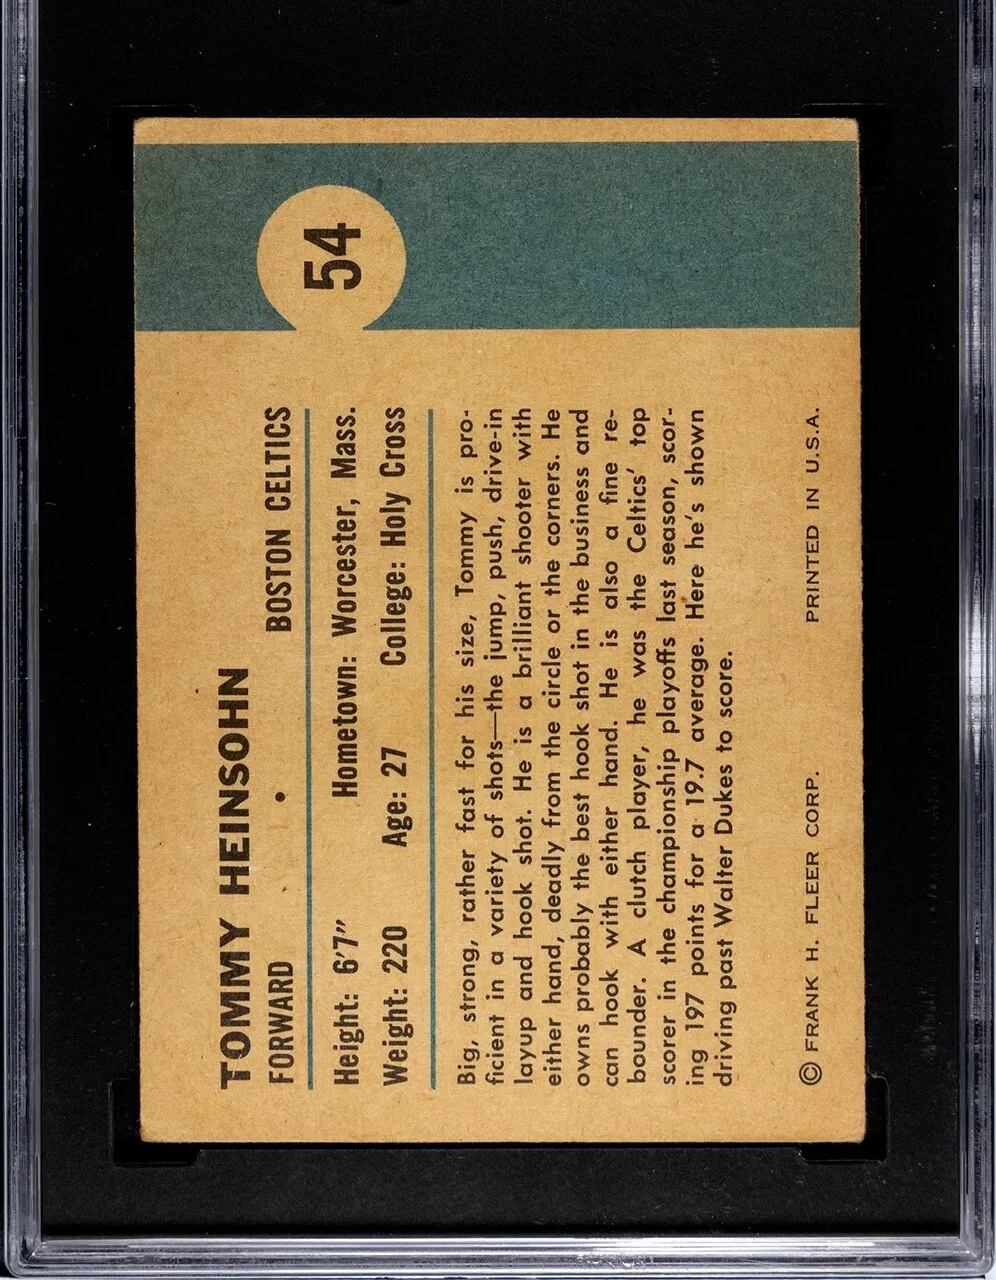 54
TOMMY HEINSOHN
FORWARD • BOSTON CELTICS
Height: 6′7″ Hometown: Worcester, Mass.
Weight: 220 Age: 27 College: Holy Cross
Big, strong, rather fast for his size, Tommy is pro-
ficient in a variety of shots—the jump, push, drive-in
layup and hook shot. He is a brilliant shooter with
either hand, deadly from the circle or the corners. He
owns probably the best hook shot in the business and
can hook with either hand. He is also a fine re-
bounder. A clutch player, he was the Celtics' top
scorer in the championship playoffs last season, scor-
ing 197 points for a 19.7 average. Here he's shown
driving past Walter Dukes to score.
© FRANK H. FLEER CORP. PRINTED IN U.S.A.